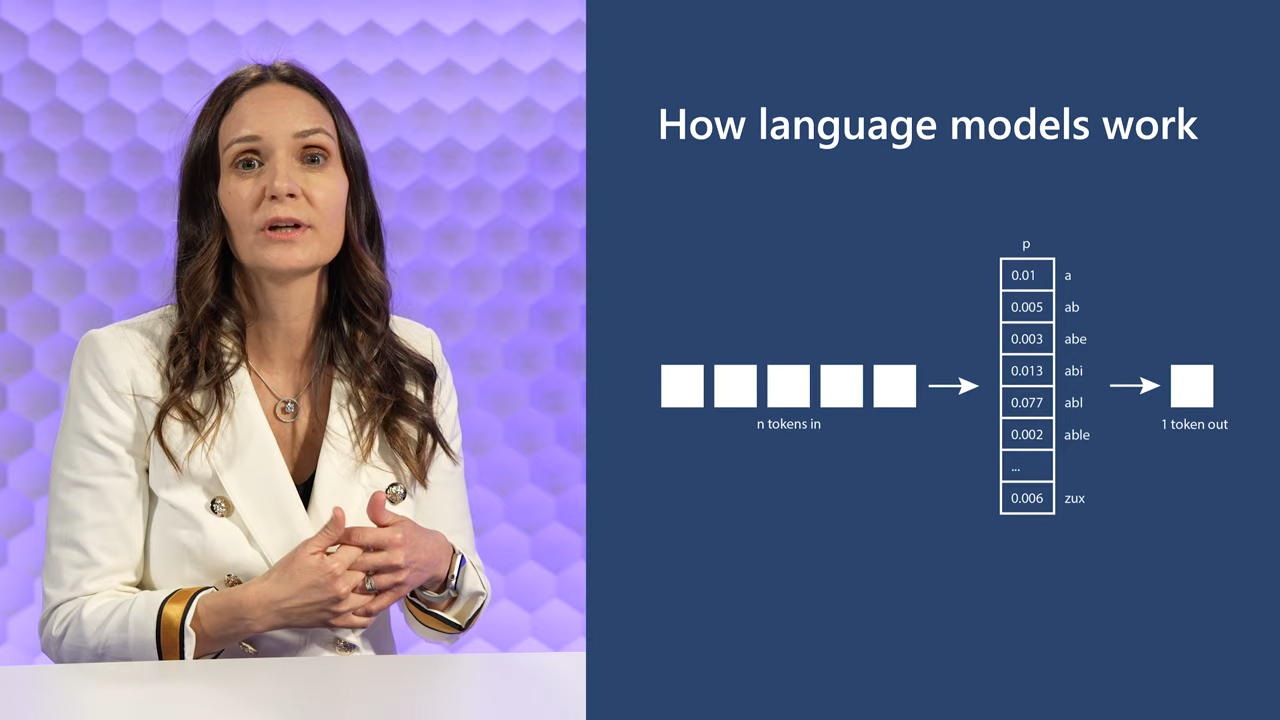 How language models work
p
0.01 a
0.005 ab
0.003 abe
0.013 abi
0.077 abl
0.002 able
...
0.006 zux
n tokens in
1 token out